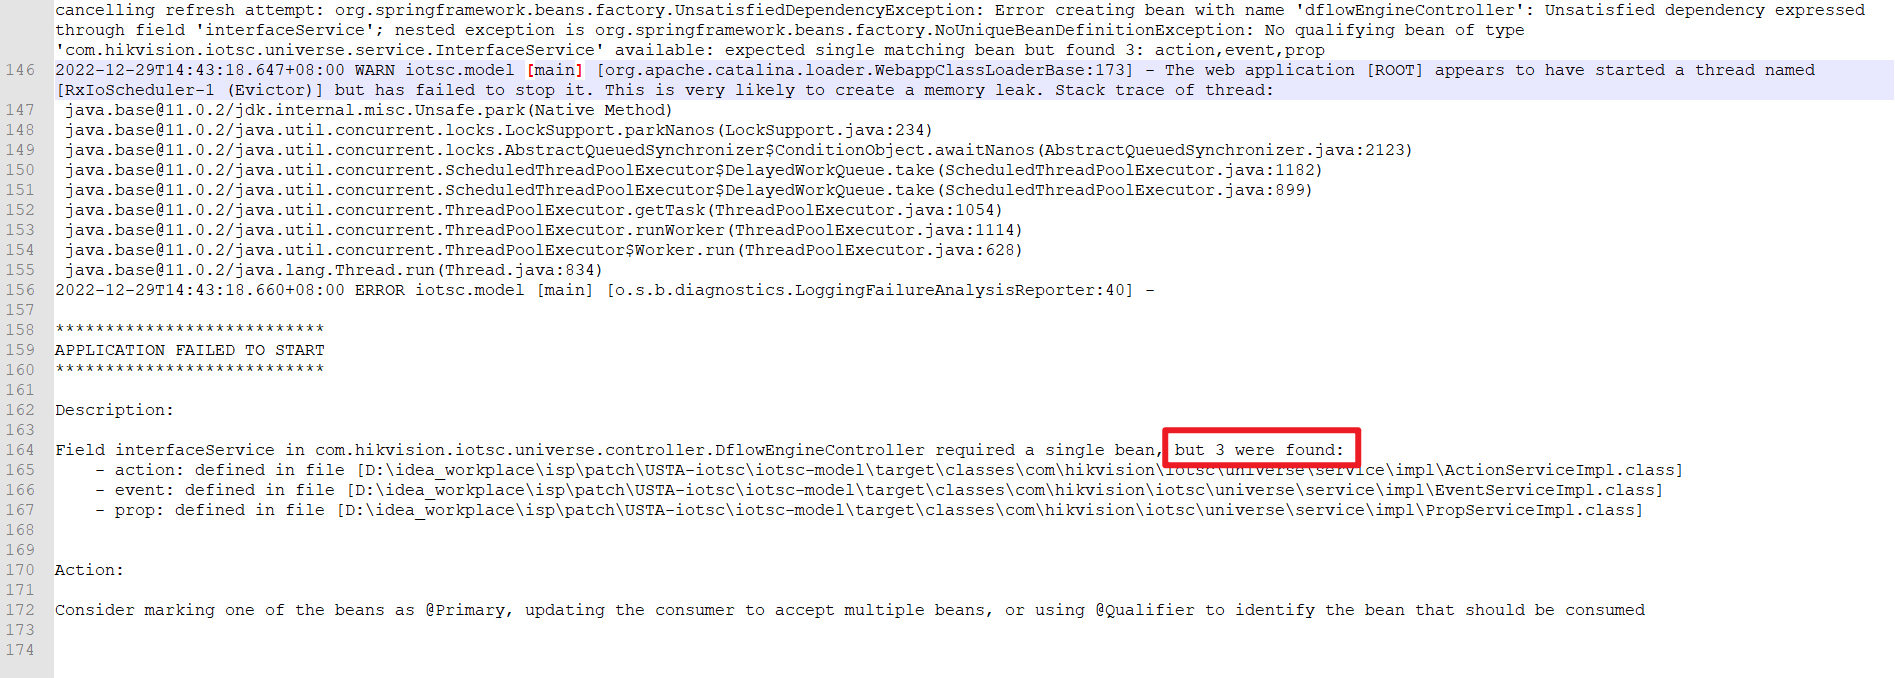 cancelling refresh attempt: org.springframework.beans.factory.UnsatisfiedDependencyException: Error creating bean with name 'dflowEngineController': Unsatisfied dependency expressed
through field 'interfaceService'; nested exception is org.springframework.beans.factory.NoUniqueBeanDefinitionException: No qualifying bean of type
'com.hikvision.iotsc.universe.service.InterfaceService' available: expected single matching bean but found 3: action,event,prop
146 2022-12-29T14:43:18.647+08:00 WARN iotsc.model [main] [org.apache.catalina.loader.WebappClassLoaderBase:173] - The web application [ROOT] appears to have started a thread named
[RxIoScheduler-1 (Evictor)] but has failed to stop it. This is very likely to create a memory leak. Stack trace of thread:
147 java.base@11.0.2/jdk.internal.misc.Unsafe.park(Native Method)
148 java.base@11.0.2/java.util.concurrent.locks.LockSupport.parkNanos(LockSupport.java:234)
149 java.base@11.0.2/java.util.concurrent.locks.AbstractQueuedSynchronizer$ConditionObject.awaitNanos(AbstractQueuedSynchronizer.java:2123)
150 java.base@11.0.2/java.util.concurrent.ScheduledThreadPoolExecutor$DelayedWorkQueue.take(ScheduledThreadPoolExecutor.java:1182)
151 java.base@11.0.2/java.util.concurrent.ScheduledThreadPoolExecutor$DelayedWorkQueue.take(ScheduledThreadPoolExecutor.java:899)
152 java.base@11.0.2/java.util.concurrent.ThreadPoolExecutor.getTask(ThreadPoolExecutor.java:1054)
153 java.base@11.0.2/java.util.concurrent.ThreadPoolExecutor.runWorker(ThreadPoolExecutor.java:1114)
154 java.base@11.0.2/java.util.concurrent.ThreadPoolExecutor$Worker.run(ThreadPoolExecutor.java:628)
155 java.base@11.0.2/java.lang.Thread.run(Thread.java:834)
156 2022-12-29T14:43:18.660+08:00 ERROR iotsc.model [main] [o.s.b.diagnostics.LoggingFailureAnalysisReporter:40] -
157
158 ***************************
159 APPLICATION FAILED TO START
160 ***************************
161
162 Description:
163
164 Field interfaceService in com.hikvision.iotsc.universe.controller.DflowEngineController required a single bean, but 3 were found:
165 - action: defined in file [D:\idea_workplace\isp\patch\USTA-iotsc\iotsc-model\target\classes\com\hikvision\iotsc\universe\service\impl\ActionServiceImpl.class]
166 - event: defined in file [D:\idea_workplace\isp\patch\USTA-iotsc\iotsc-model\target\classes\com\hikvision\iotsc\universe\service\impl\EventServiceImpl.class]
167 - prop: defined in file [D:\idea_workplace\isp\patch\USTA-iotsc\iotsc-model\target\classes\com\hikvision\iotsc\universe\service\impl\PropServiceImpl.class]
168
169
170 Action:
171
172 Consider marking one of the beans as @Primary, updating the consumer to accept multiple beans, or using @Qualifier to identify the bean that should be consumed
173
174